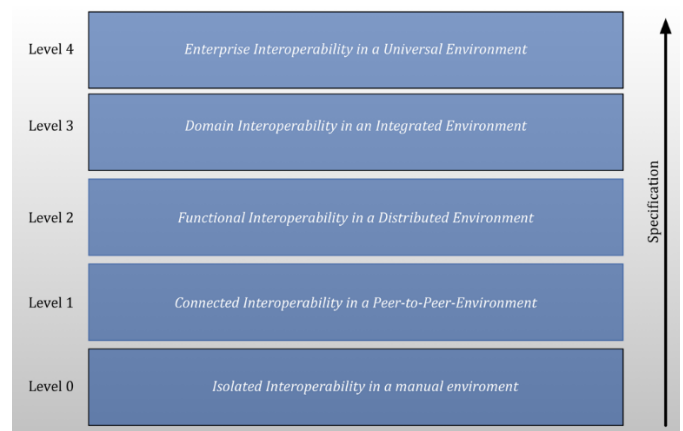 Level 4
Enterprise Interoperability in a Universal Environment
Level 3
Domain Interoperability in an Integrated Environment
Level 2
Functional Interoperability in a Distributed Environment
Level 1
Connected Interoperability in a Peer-to-Peer-Environment
Level 0
Isolated Interoperability in a manual enviroment
Specification